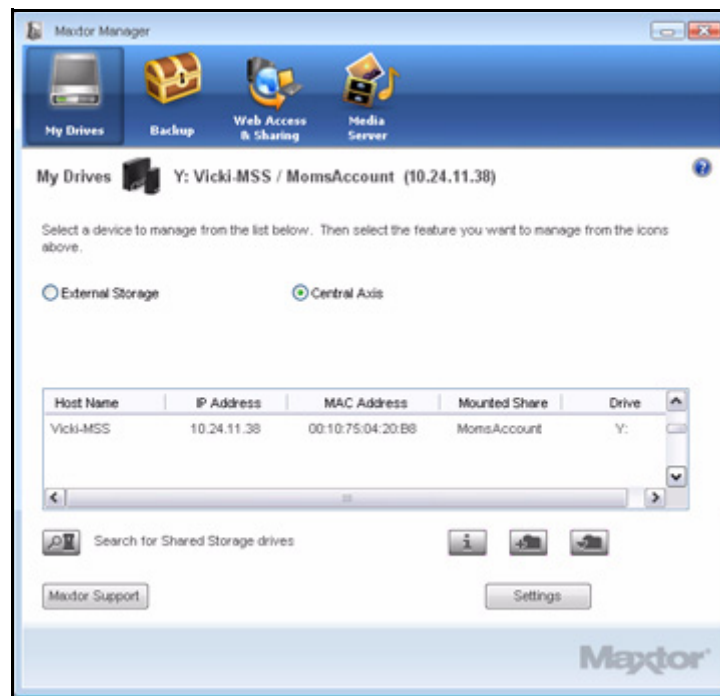 Maxtor Manager
My Drives
Backup
Web Access
& Sharing
Media
Server
My Drives Y: Vicki-MSS / MomsAccount (10.24.11.38)
Select a device to manage from the list below. Then select the feature you want to manage from the icons
above.
External Storage Central Axis
Host Name IP Address MAC Address Mounted Share Drive
Vicki-MSS 10.24.11.38 00:10:75:04:20:B8 MomsAccount Y:
Search for Shared Storage drives
Maxtor Support Settings
Maxtor